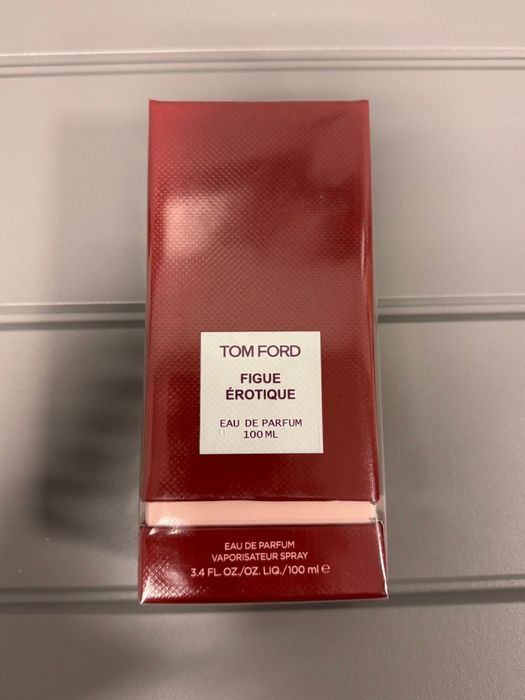 TOM FORD
FIGUE
ÉROTIQUE
EAU DE PARFUM
100 ML
EAU DE PARFUM
VAPORISATEUR SPRAY
3.4 FL. OZ./OZ. LIQ./100 ml ℮